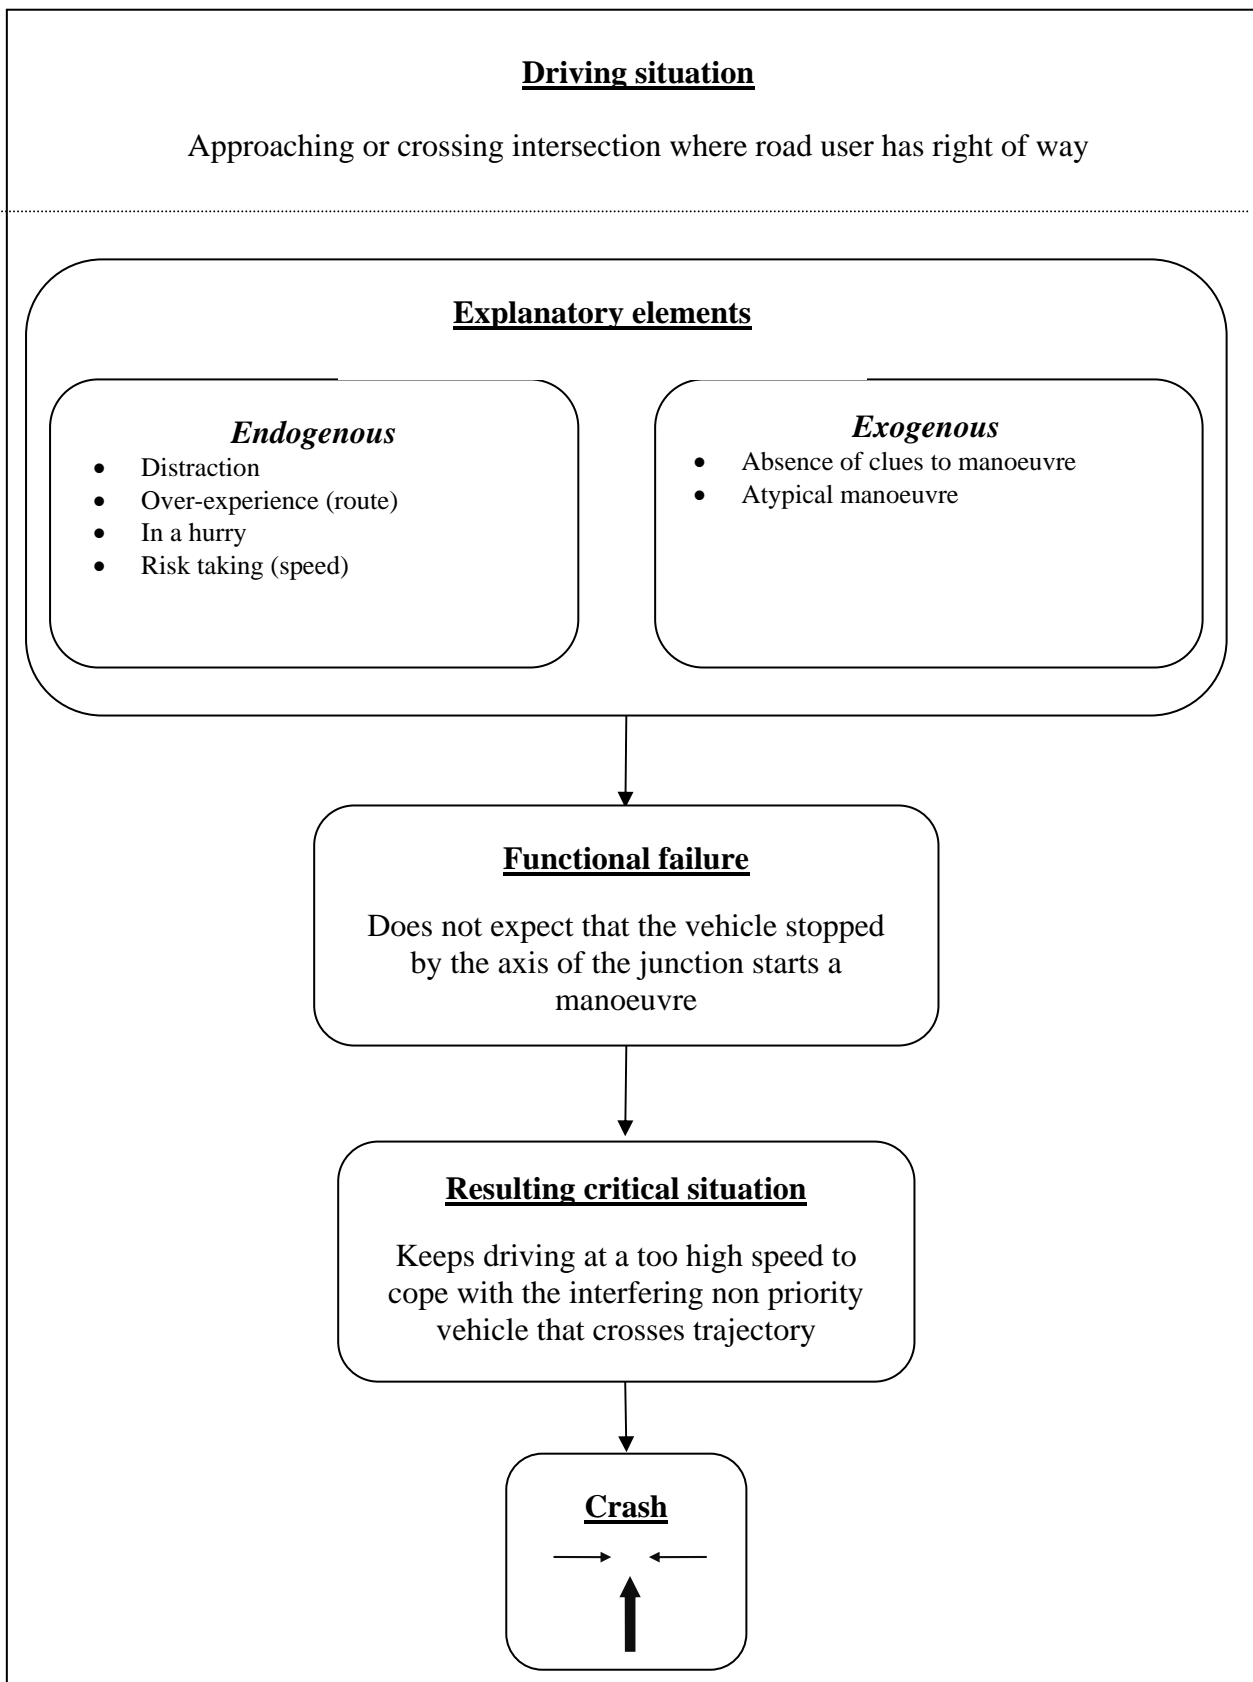 Driving situation
Approaching or crossing intersection where road user has right of way
Explanatory elements
Endogenous
• Distraction
• Over-experience (route)
• In a hurry
• Risk taking (speed)
Exogenous
• Absence of clues to manoeuvre
• Atypical manoeuvre
Functional failure
Does not expect that the vehicle stopped
by the axis of the junction starts a
manoeuvre
Resulting critical situation
Keeps driving at a too high speed to
cope with the interfering non priority
vehicle that crosses trajectory
Crash